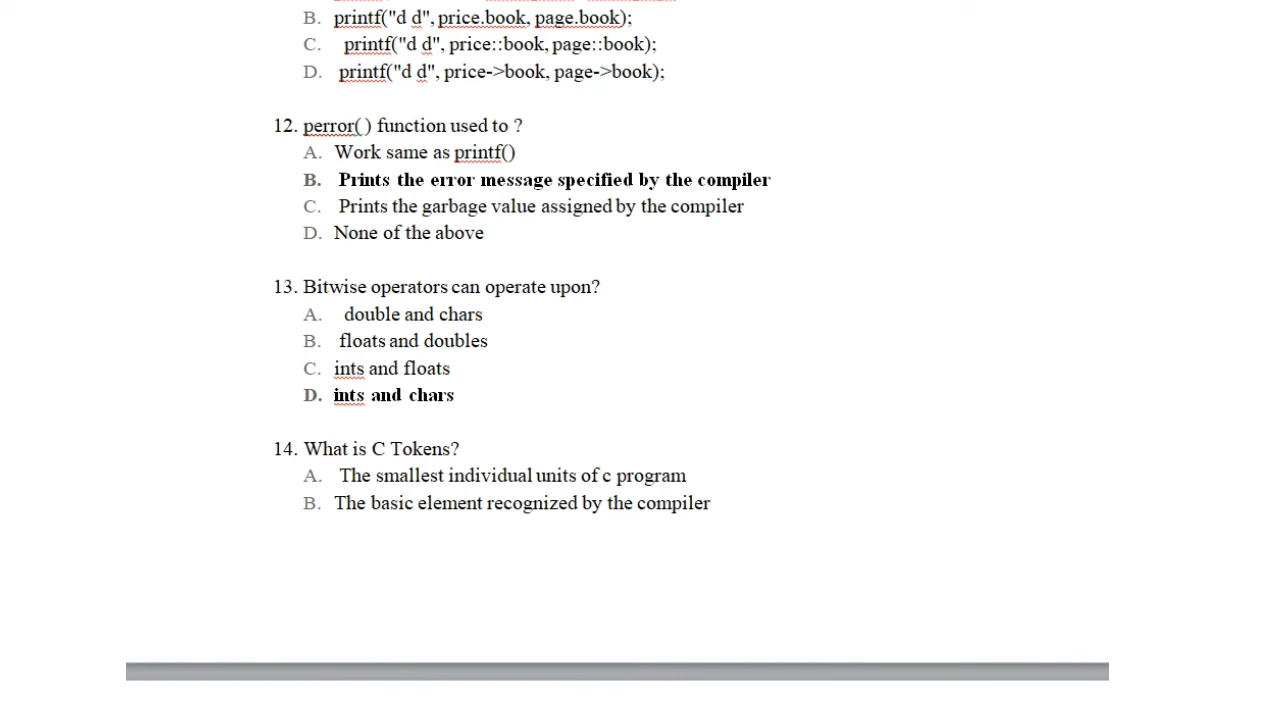 B. printf("d d", price.book, page.book);
C. printf("d d", price::book, page::book);
D. printf("d d", price->book, page->book);
12. perror( ) function used to ?
A. Work same as printf()
B. Prints the error message specified by the compiler
C. Prints the garbage value assigned by the compiler
D. None of the above
13. Bitwise operators can operate upon?
A. double and chars
B. floats and doubles
C. ints and floats
D. ints and chars
14. What is C Tokens?
A. The smallest individual units of c program
B. The basic element recognized by the compiler